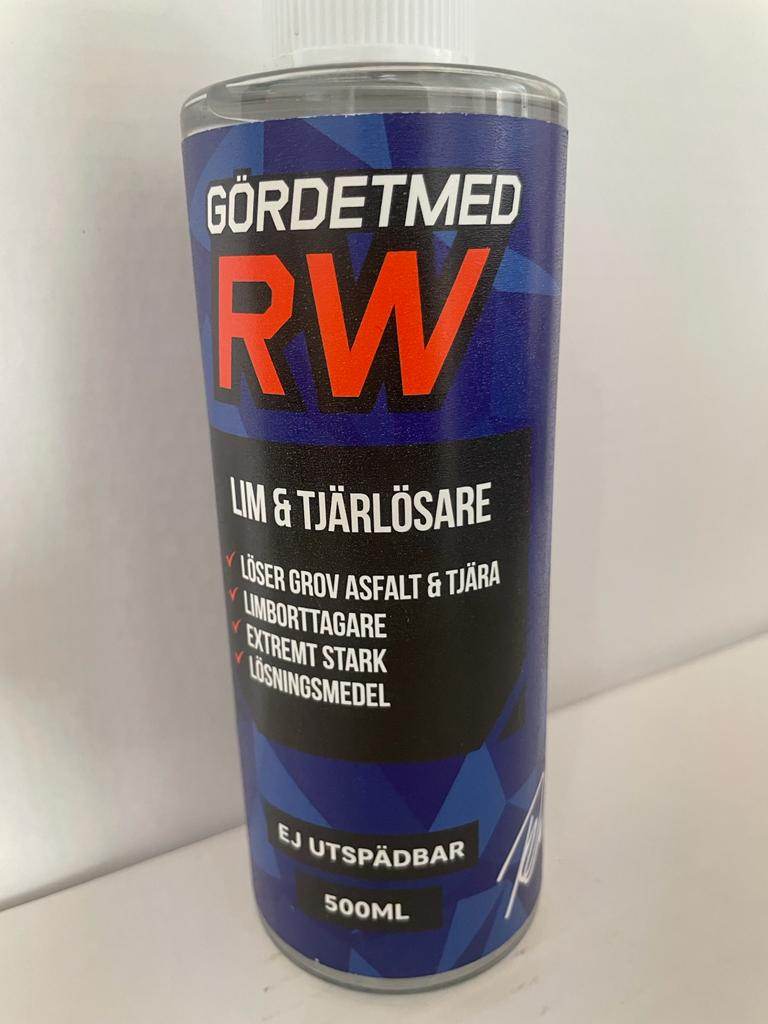 GÖRDETMED
RW
LIM & TJÄRLÖSARE
LÖSER GROV ASFALT & TJÄRA
LIMBORTTAGARE
EXTREMT STARK
LÖSNINGSMEDEL
EJ UTSPÄDBAR
500ML